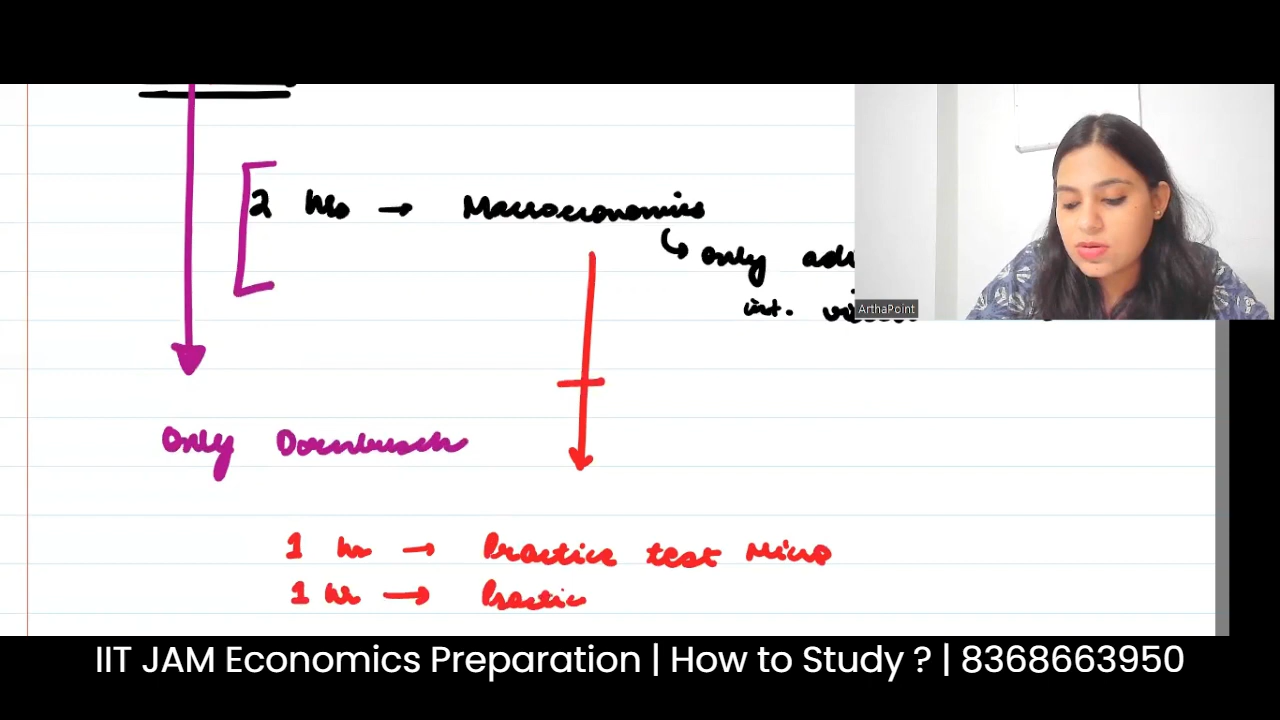 2 hrs → Macroeconomics
↳ only
int.
ArthaPoint
Only Dornbusch
1 hr → Practice test Micro
1 hr → Practic
IIT JAM Economics Preparation | How to Study ? | 8368663950